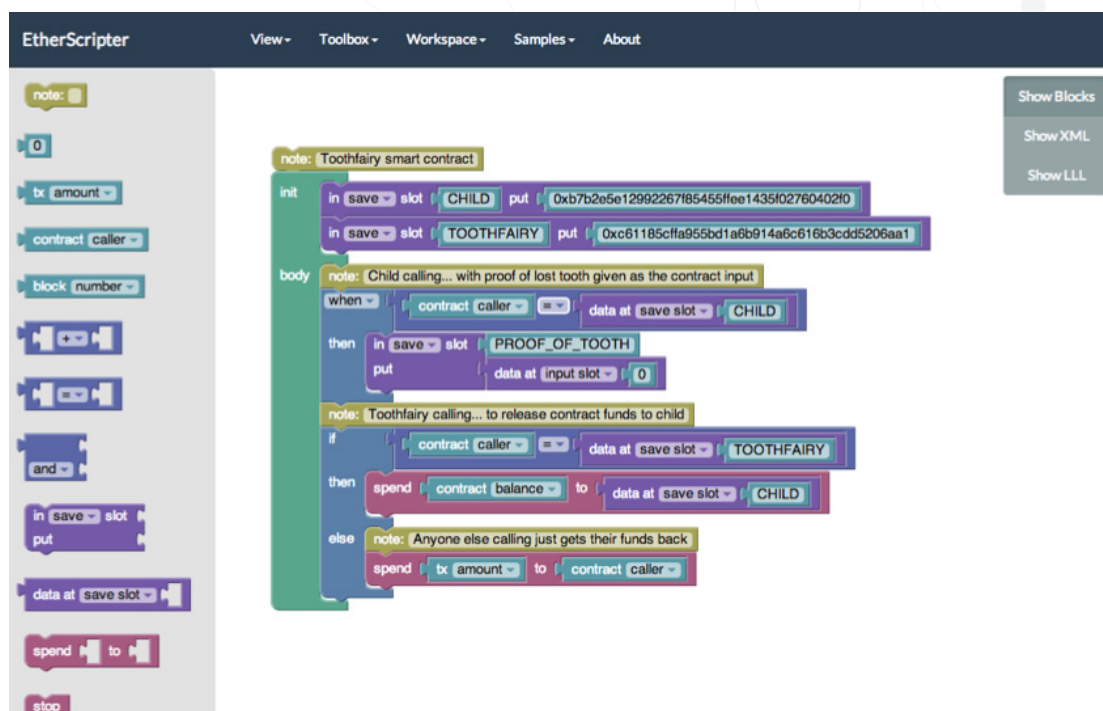 EtherScripter View Toolbox Workspace Samples About
note:
0
tx amount
contract caller
block number
+
=
and
in save slot
put
data at save slot
spend to
stop
note: Toothfairy smart contract
init in save slot CHILD put 0xb7b2e5e12992267f85455ffee1435f02760402f0
in save slot TOOTHFAIRY put 0xc61185cffa955bd1a6b914a6c616b3cdd5206aa1
body note: Child calling... with proof of lost tooth given as the contract input
when contract caller = data at save slot CHILD
then in save slot PROOF_OF_TOOTH
put data at input slot 0
note: Toothfairy calling... to release contract funds to child
if contract caller = data at save slot TOOTHFAIRY
then spend contract balance to data at save slot CHILD
else note: Anyone else calling just gets their funds back
spend tx amount to contract caller
Show Blocks
Show XML
Show LLL